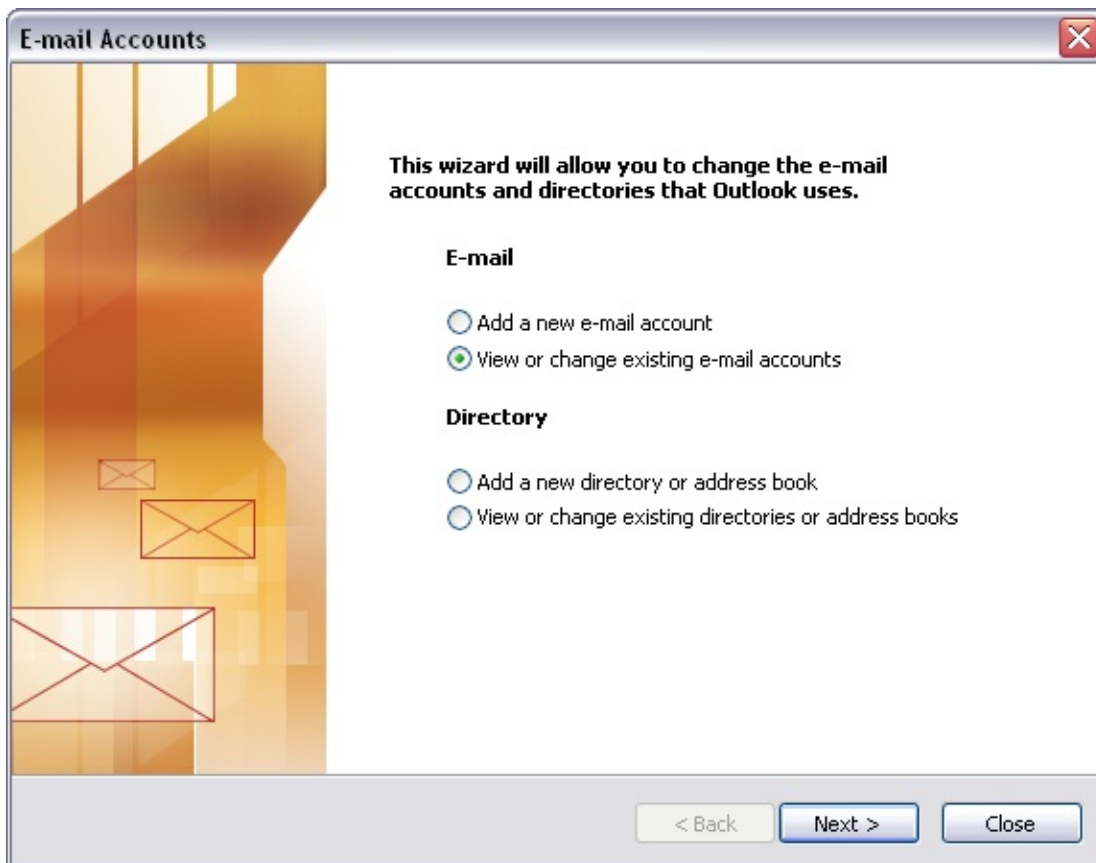 E-mail Accounts
This wizard will allow you to change the e-mail
accounts and directories that Outlook uses.
E-mail
Add a new e-mail account
View or change existing e-mail accounts
Directory
Add a new directory or address book
View or change existing directories or address books
< Back
Next >
Close